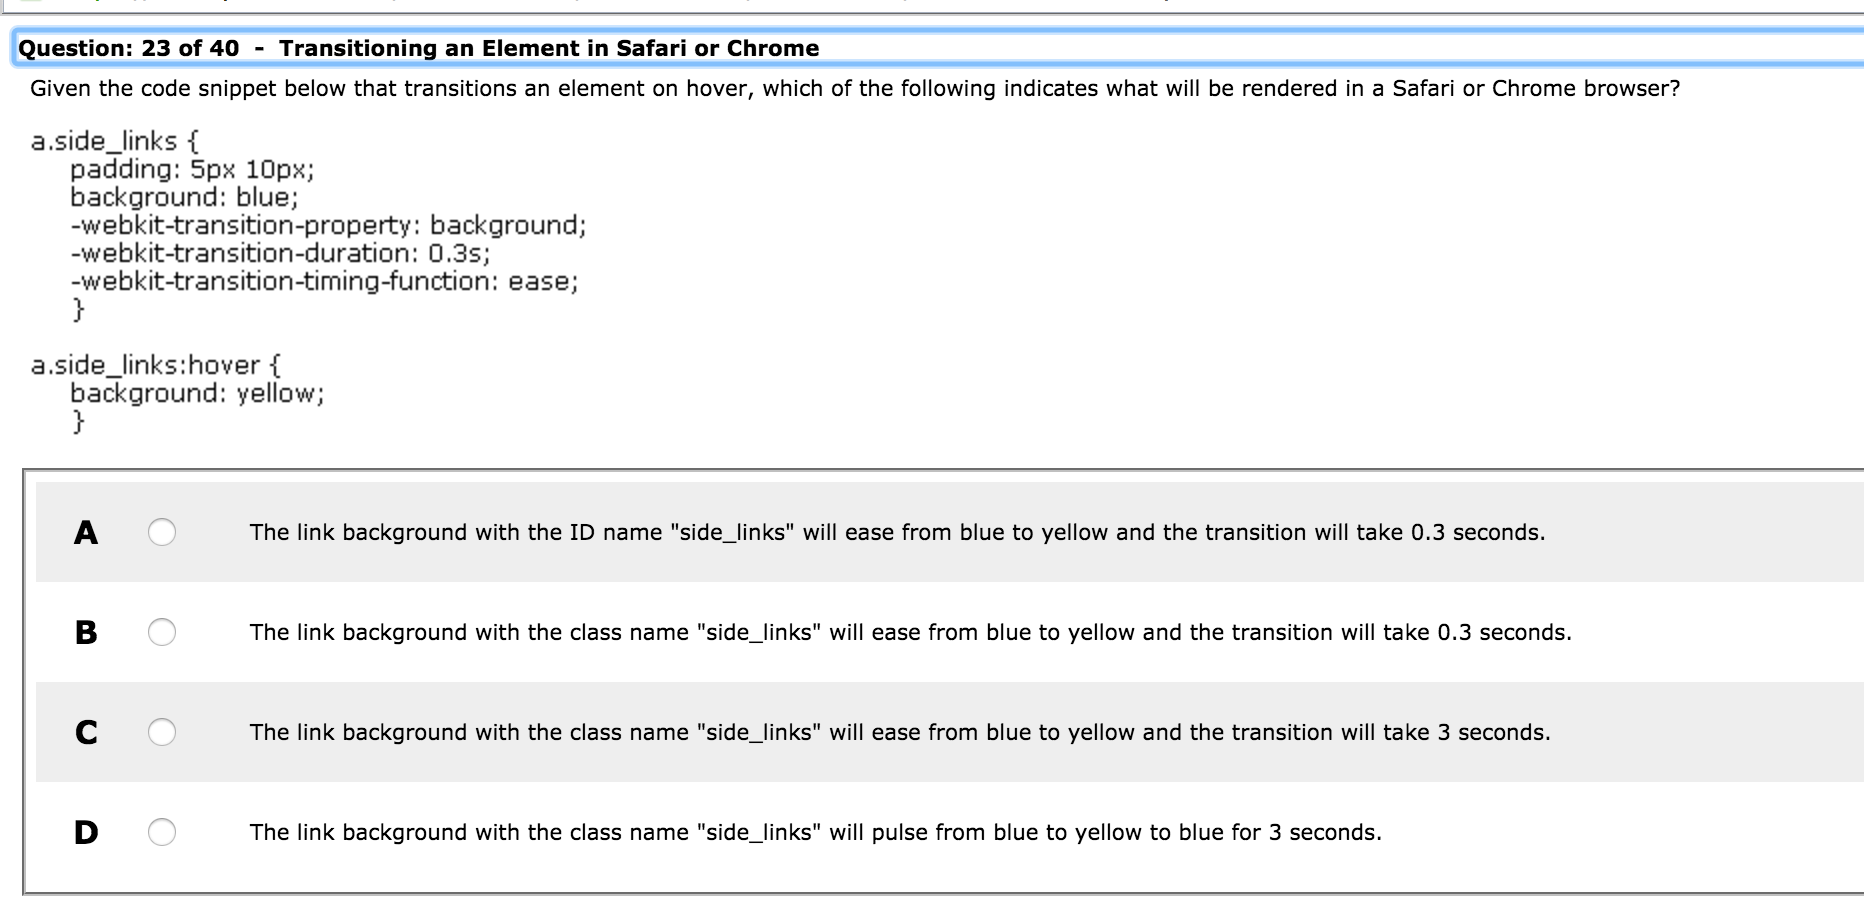 Question: 23 of 40 - Transitioning an Element in Safari or Chrome
Given the code snippet below that transitions an element on hover, which of the following indicates what will be rendered in a Safari or Chrome browser?
a.side_links {
padding: 5px 10px;
background: blue;
-webkit-transition-property: background;
-webkit-transition-duration: 0.3s;
-webkit-transition-timing-function: ease;
}
a.side_links:hover {
background: yellow;
}
A The link background with the ID name "side_links" will ease from blue to yellow and the transition will take 0.3 seconds.
B The link background with the class name "side_links" will ease from blue to yellow and the transition will take 0.3 seconds.
C The link background with the class name "side_links" will ease from blue to yellow and the transition will take 3 seconds.
D The link background with the class name "side_links" will pulse from blue to yellow to blue for 3 seconds.